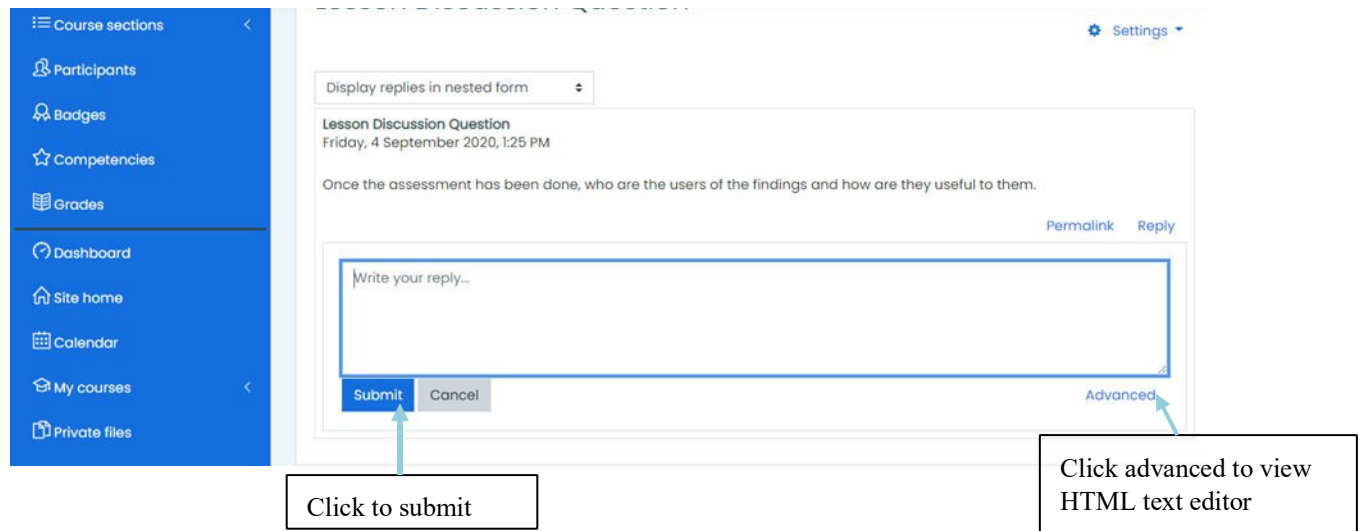 Course sections
Participants
Badges
Competencies
Grades
Dashboard
Site home
Calendar
My courses
Private files
Lesson Discussion Question
Settings
Display replies in nested form
Lesson Discussion Question
Friday, 4 September 2020, 1:25 PM
Once the assessment has been done, who are the users of the findings and how are they useful to them.
Permalink Reply
Write your reply...
Submit Cancel
Advanced
Click to submit
Click advanced to view
HTML text editor